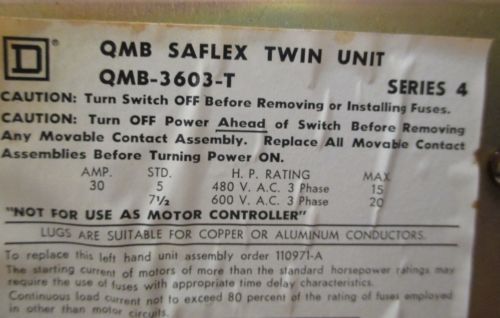 D
QMB SAFLEX TWIN UNIT
QMB-3603-T SERIES 4
CAUTION: Turn Switch OFF Before Removing or Installing Fuses.
CAUTION: Turn OFF Power Ahead of Switch Before Removing
Any Movable Contact Assembly. Replace All Movable Contact
Assemblies Before Turning Power ON.
AMP. STD. H. P. RATING MAX
30 5 480 V. A.C. 3 Phase 15
7½ 600 V. A.C. 3 Phase 20
"NOT FOR USE AS MOTOR CONTROLLER"
LUGS ARE SUITABLE FOR COPPER OR ALUMINUM CONDUCTORS.
To replace this left hand unit assembly order 110971-A
The starting current of motors of more than the standard horsepower ratings may
require the use of fuses with appropriate time delay characteristics.
Continuous load current not to exceed 80 percent of the rating of fuses employed
in other than motor circuits.